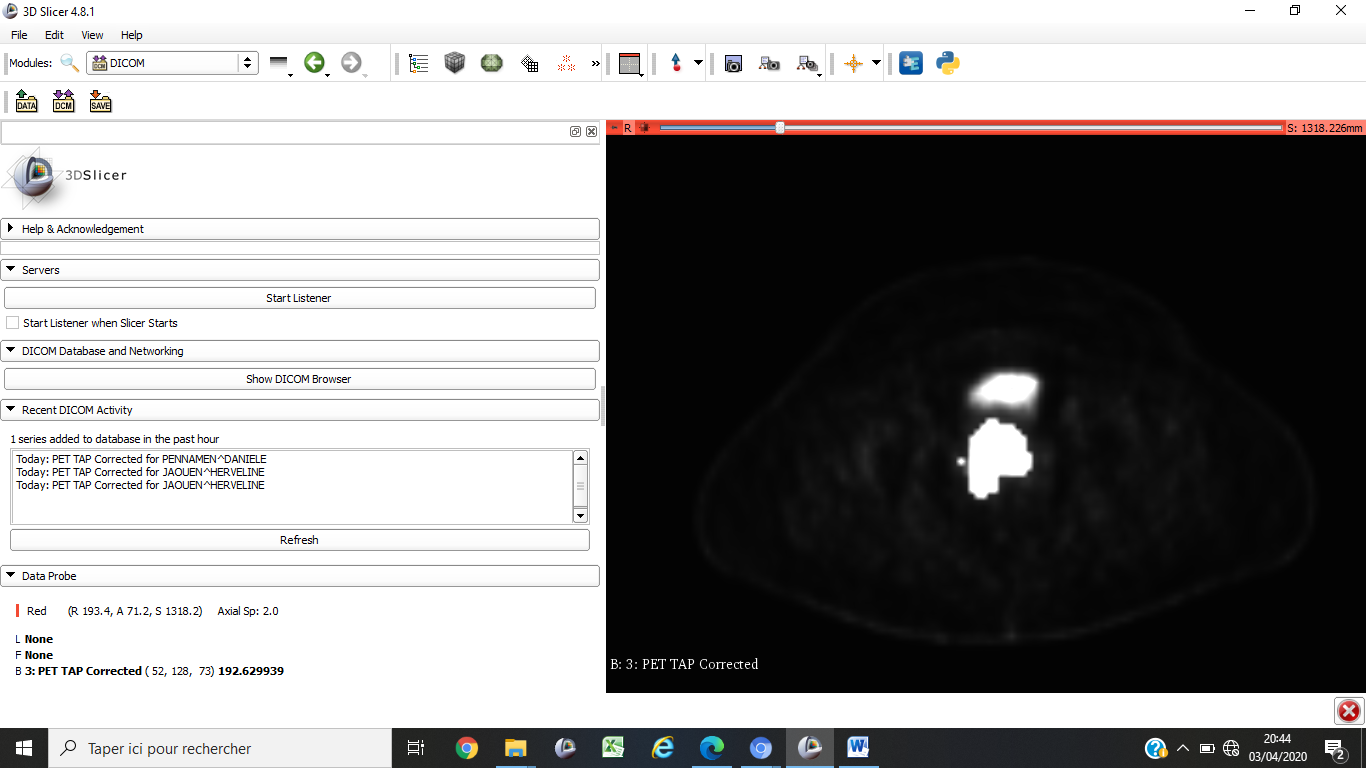 3D Slicer 4.8.1
File Edit View Help
Modules: DICOM
DCM
»
DATA DCM SAVE
R S: 1318.226mm
3DSlicer
Help & Acknowledgement
Servers
Start Listener
Start Listener when Slicer Starts
DICOM Database and Networking
Show DICOM Browser
Recent DICOM Activity
1 series added to database in the past hour
Today: PET TAP Corrected for PENNAMEN^DANIELE
Today: PET TAP Corrected for JAOUEN^HERVELINE
Today: PET TAP Corrected for JAOUEN^HERVELINE
Refresh
Data Probe
Red (R 193.4, A 71.2, S 1318.2) Axial Sp: 2.0
L None
F None
B 3: PET TAP Corrected ( 52, 128, 73) 192.629939
B: 3: PET TAP Corrected
Taper ici pour rechercher
20:44
03/04/2020
2